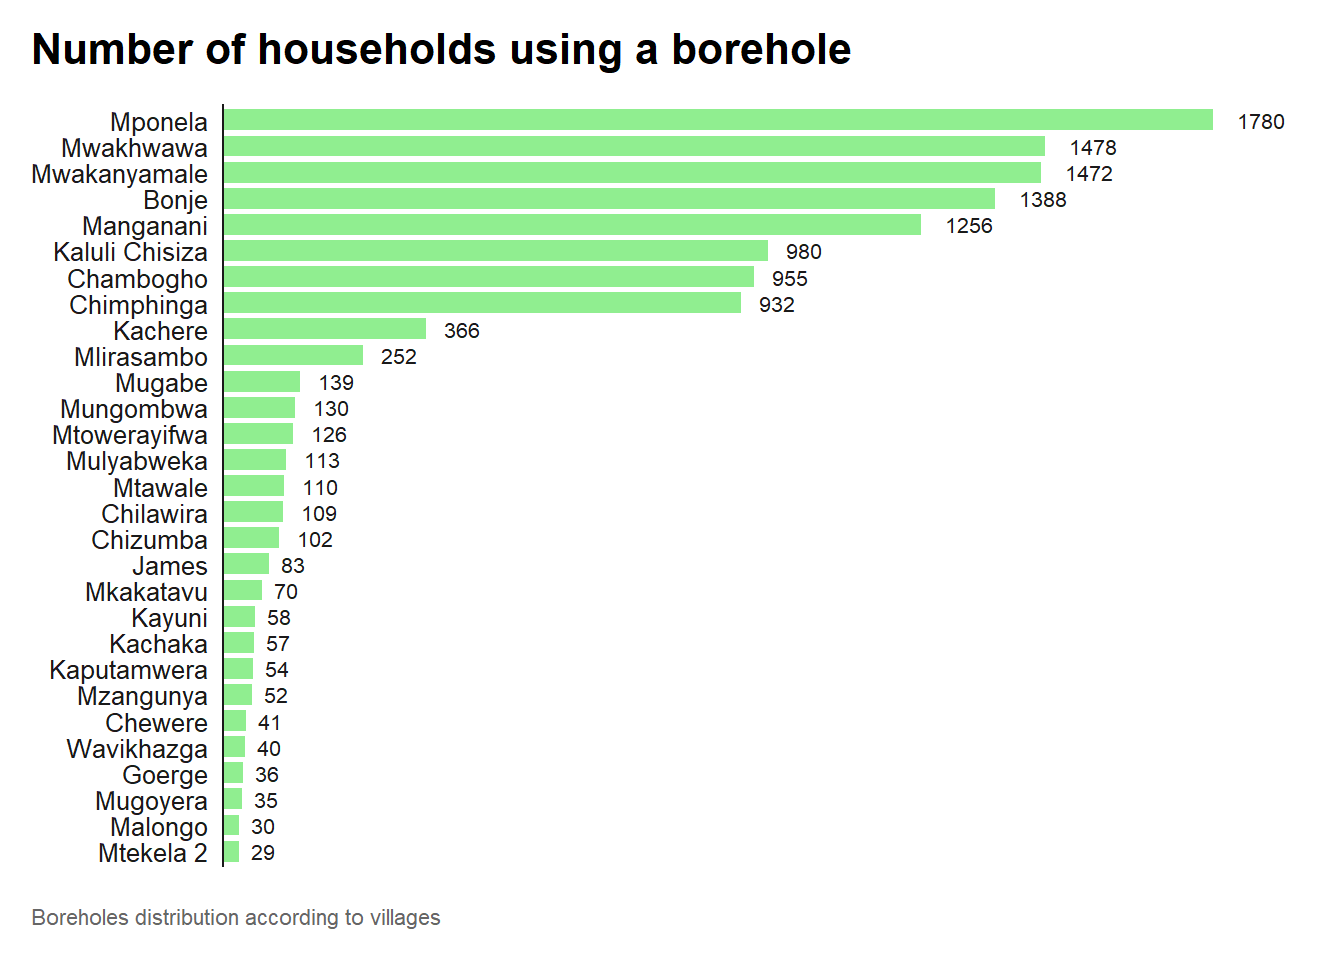 Number of households using a borehole
Mponela 1780
Mwakhwawa 1478
Mwakanyamale 1472
Bonje 1388
Manganani 1256
Kaluli Chisiza 980
Chambogho 955
Chimphinga 932
Kachere 366
Mlirasambo 252
Mugabe 139
Mungombwa 130
Mtowerayifwa 126
Mulyabweka 113
Mtawale 110
Chilawira 109
Chizumba 102
James 83
Mkakatavu 70
Kayuni 58
Kachaka 57
Kaputamwera 54
Mzangunya 52
Chewere 41
Wavikhazga 40
Goerge 36
Mugoyera 35
Malongo 30
Mtekela 2 29
Boreholes distribution according to villages